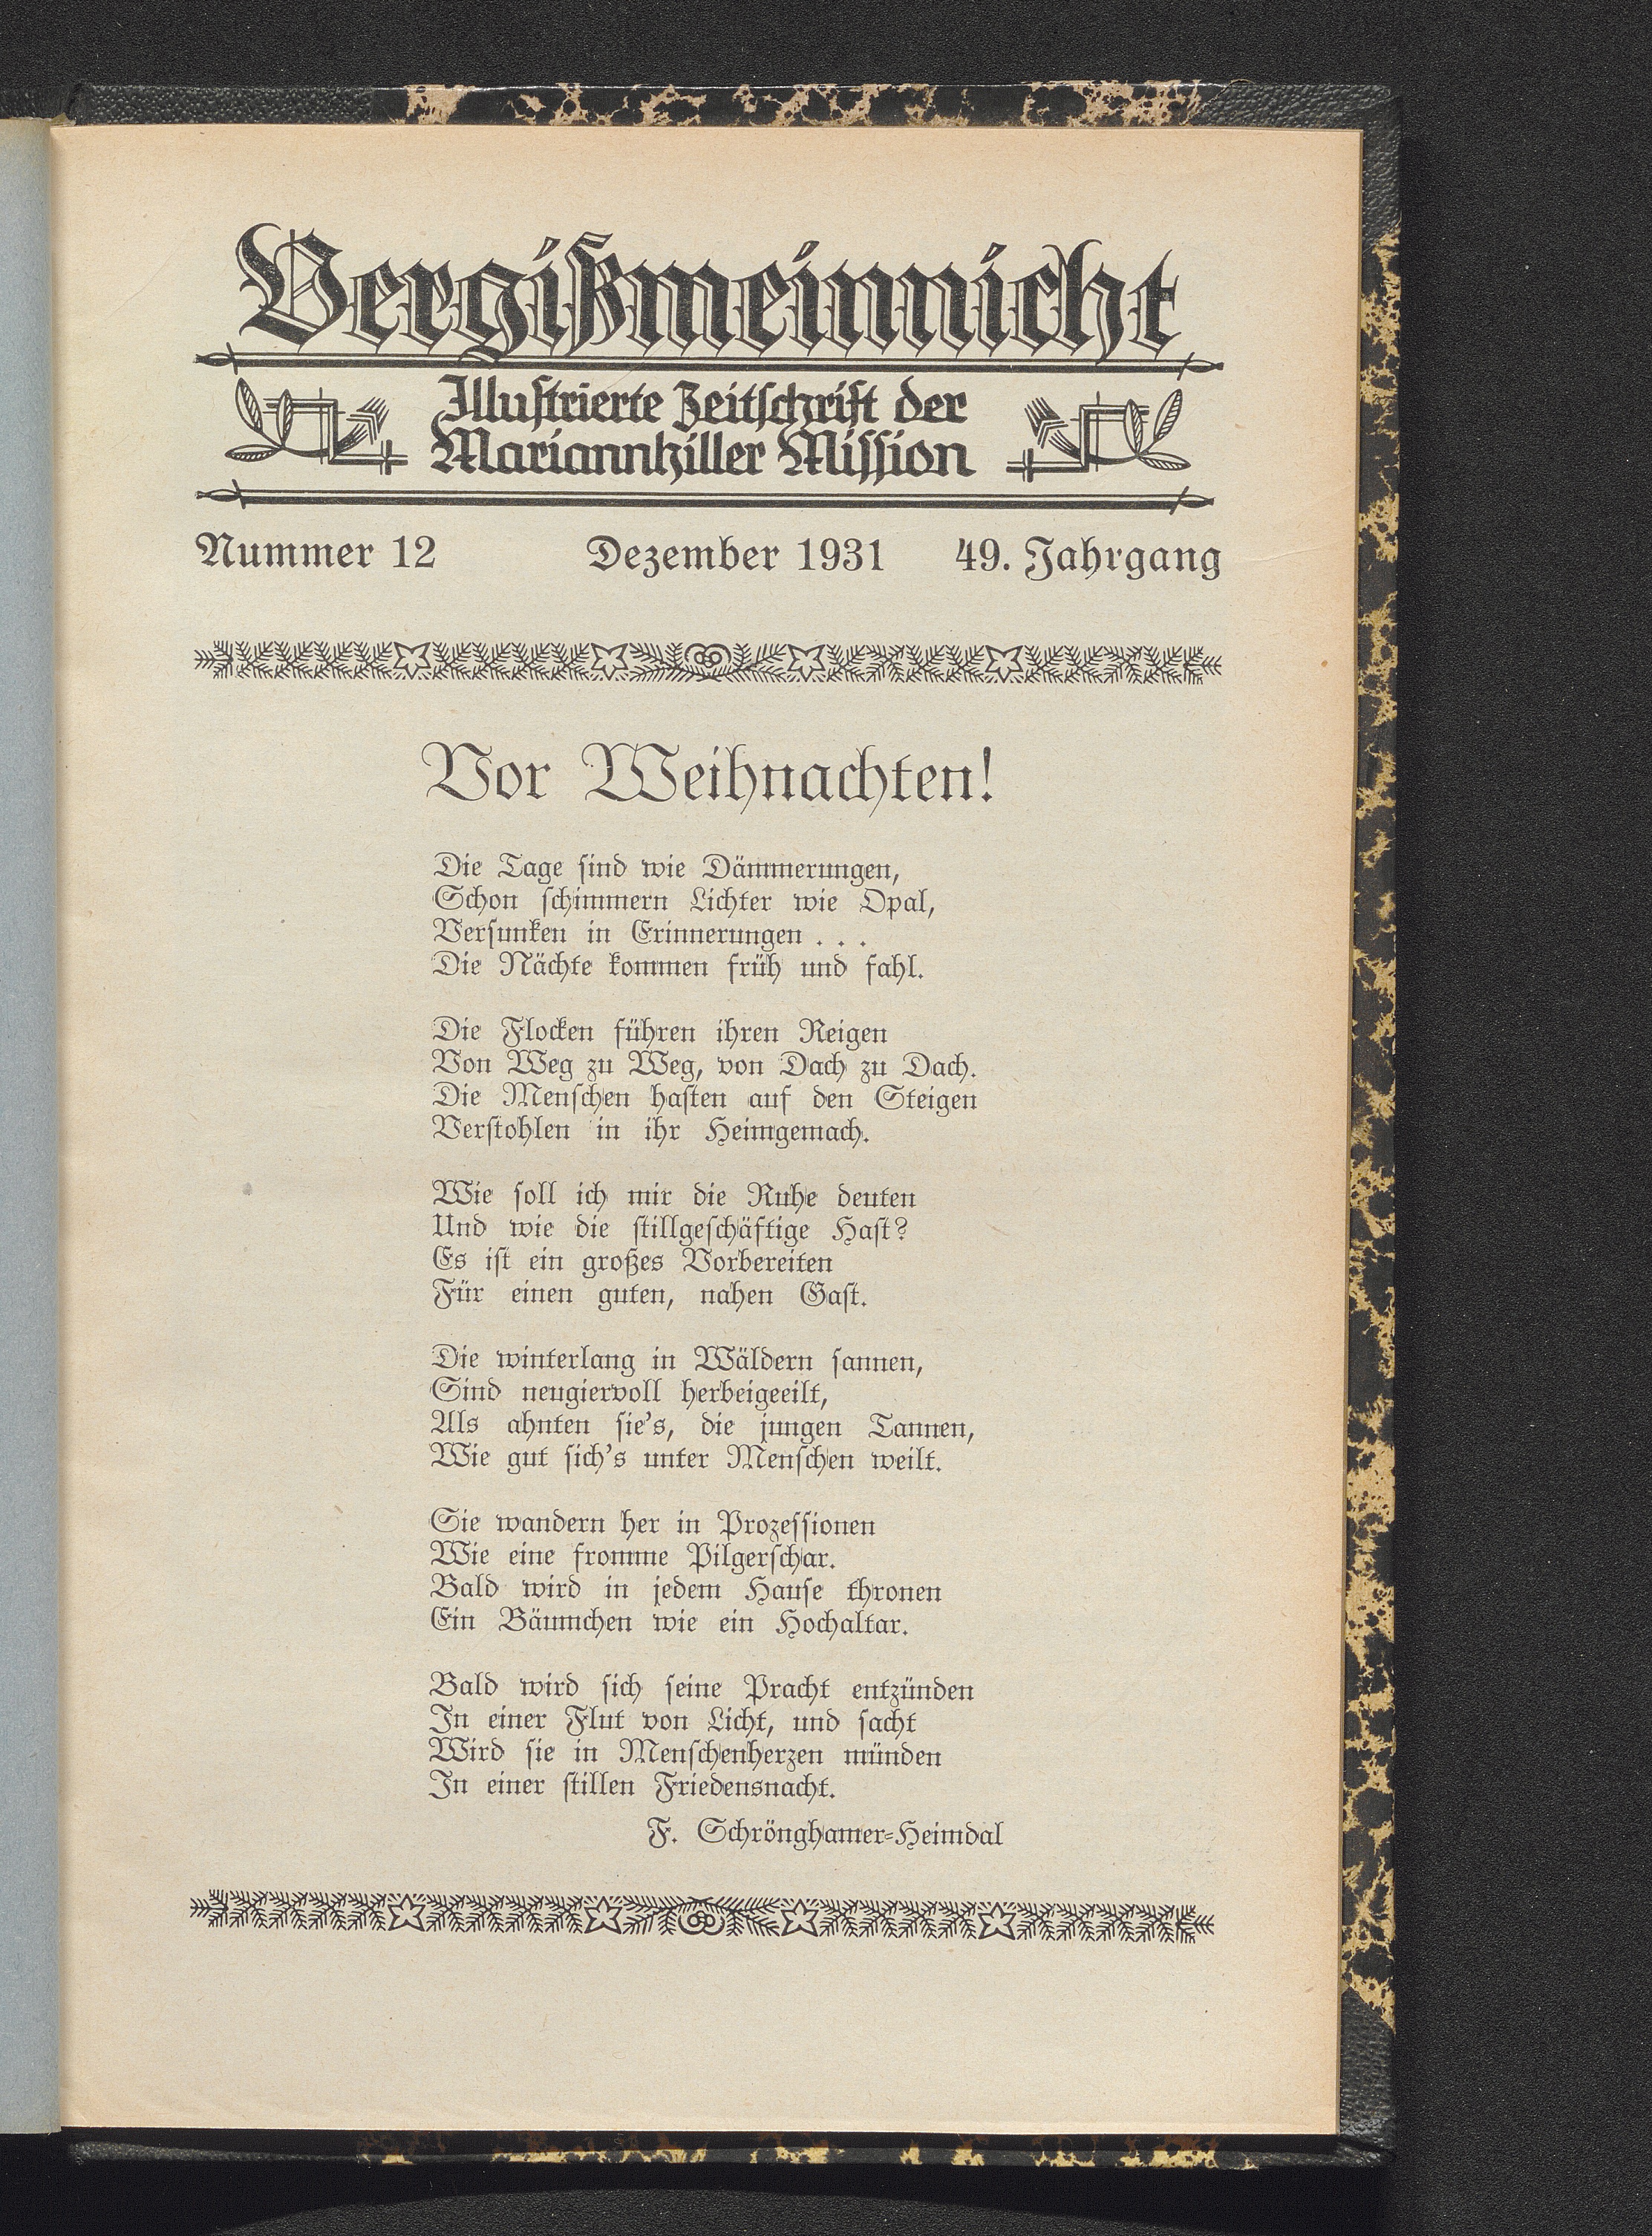 Vergißmeinnicht
Illustrierte Zeitschrift der
Mariannhiller Mission
Nummer 12 Dezember 1931 49. Jahrgang
Vor Weihnachten!
Die Tage sind wie Dämmerungen,
Schon schimmern Lichter wie Opal,
Versunken in Erinnerungen . . .
Die Nächte kommen früh und fahl.
Die Flocken führen ihren Reigen
Von Weg zu Weg, von Dach zu Dach.
Die Menschen hasten auf den Steigen
Verstohlen in ihr Heimgemach.
Wie soll ich mir die Ruhe deuten
Und wie die stillgeschäftige Hast?
Es ist ein großes Vorbereiten
Für einen guten, nahen Gast.
Die winterlang in Wäldern sannen,
Sind neugiervoll herbeigeeilt,
Als ahnten sie's, die jungen Tannen,
Wie gut sich's unter Menschen weilt.
Sie wandern her in Prozessionen
Wie eine fromme Pilgerschar.
Bald wird in jedem Hause thronen
Ein Bäumchen wie ein Hochaltar.
Bald wird sich seine Pracht entzünden
In einer Flut von Licht, und sacht
Wird sie in Menschenherzen münden
In einer stillen Friedensnacht.
F. Schrönghamer-Heimdal